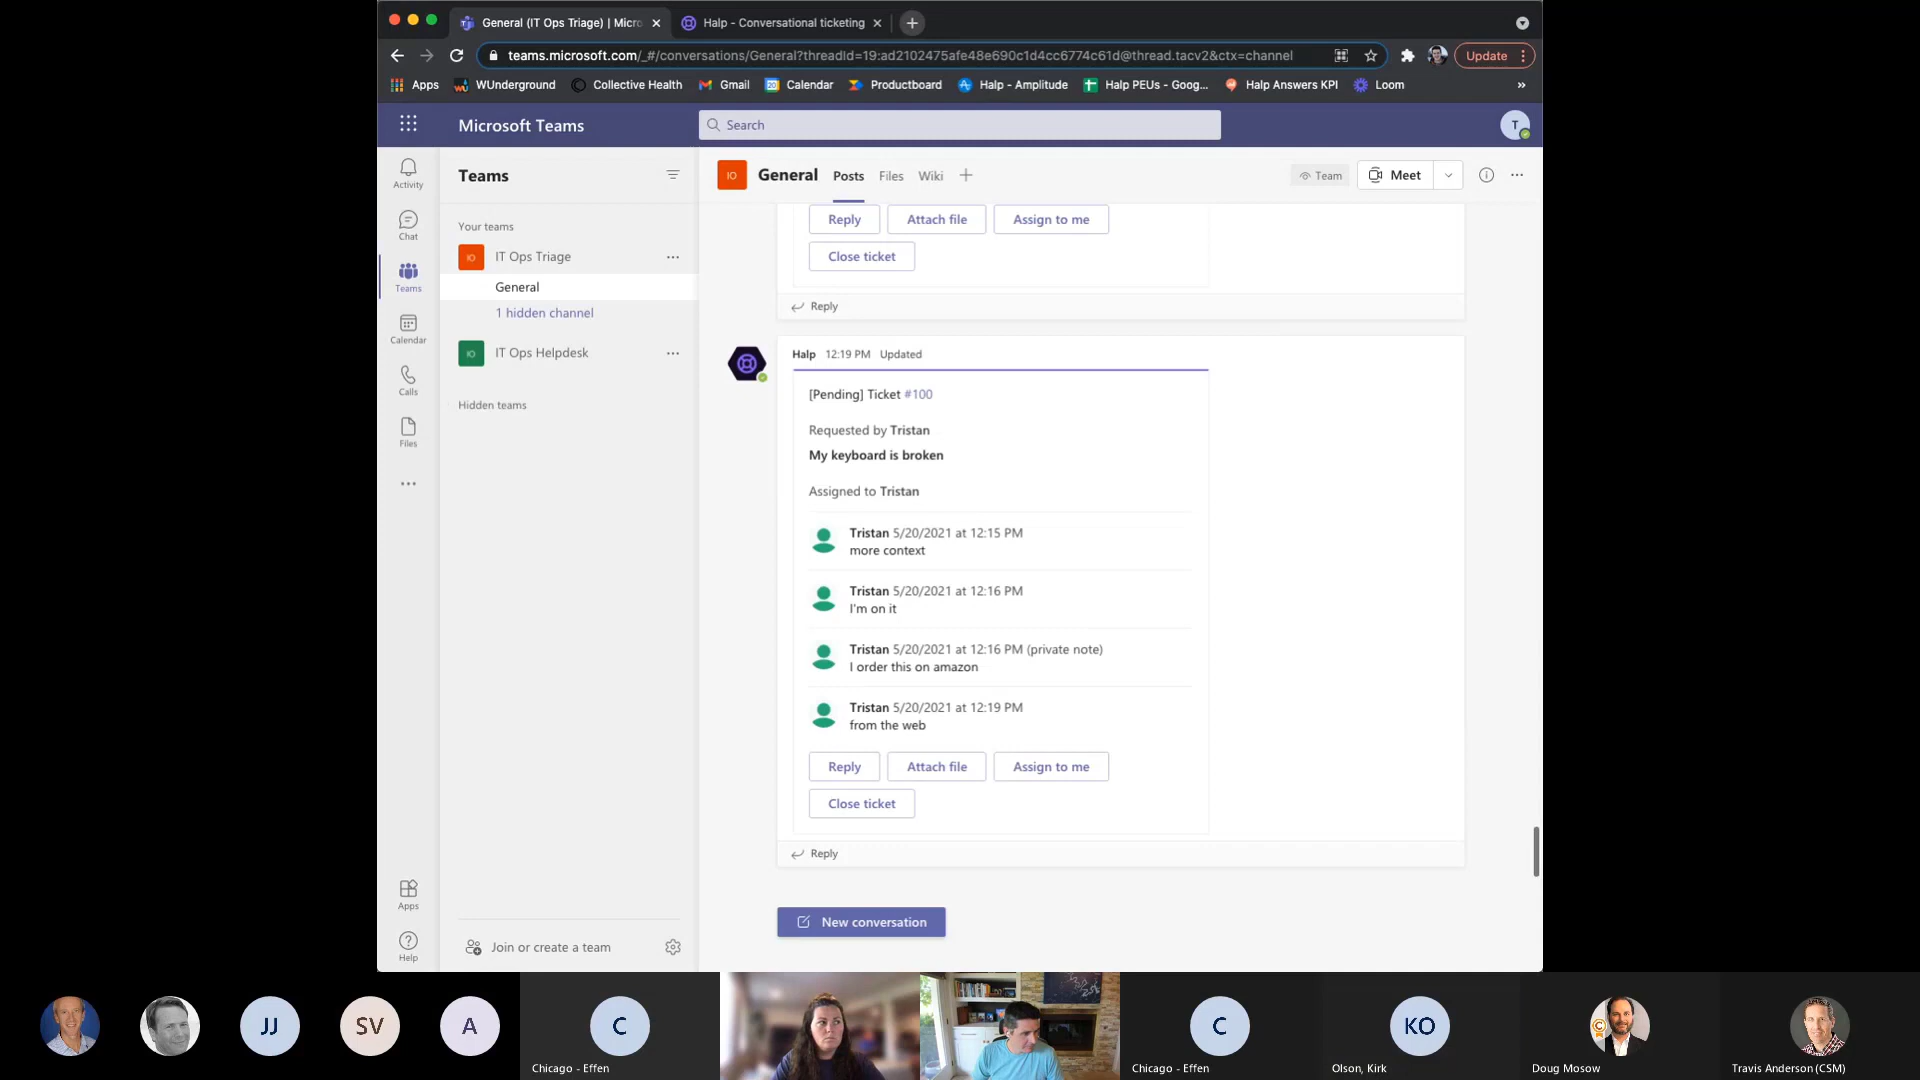 General (IT Ops Triage) | Micro
Halp - Conversational ticketing
teams.microsoft.com/_#/conversations/General?threadId=19:ad2102475afe48e690c1d4cc6774c61d@thread.tacv2&ctx=channel
Update
Apps
WUnderground
Collective Health
Gmail
Calendar
Productboard
Halp - Amplitude
Halp PEUs - Goog...
Halp Answers KPI
Loom
»
Microsoft Teams
Search
T
Activity
Chat
Teams
Calendar
Calls
Files
Apps
Help
Teams
Your teams
IO
IT Ops Triage
General
1 hidden channel
IO
IT Ops Helpdesk
Hidden teams
Join or create a team
IO
General
Posts
Files
Wiki
Team
Meet
Reply
Attach file
Assign to me
Close ticket
Reply
Halp 12:19 PM Updated
[Pending] Ticket #100
Requested by Tristan
My keyboard is broken
Assigned to Tristan
Tristan 5/20/2021 at 12:15 PM
more context
Tristan 5/20/2021 at 12:16 PM
I'm on it
Tristan 5/20/2021 at 12:16 PM (private note)
I order this on amazon
Tristan 5/20/2021 at 12:19 PM
from the web
Reply
Attach file
Assign to me
Close ticket
Reply
New conversation
JJ
SV
A
C
Chicago - Effen
C
Chicago - Effen
KO
Olson, Kirk
Doug Mosow
Travis Anderson (CSM)